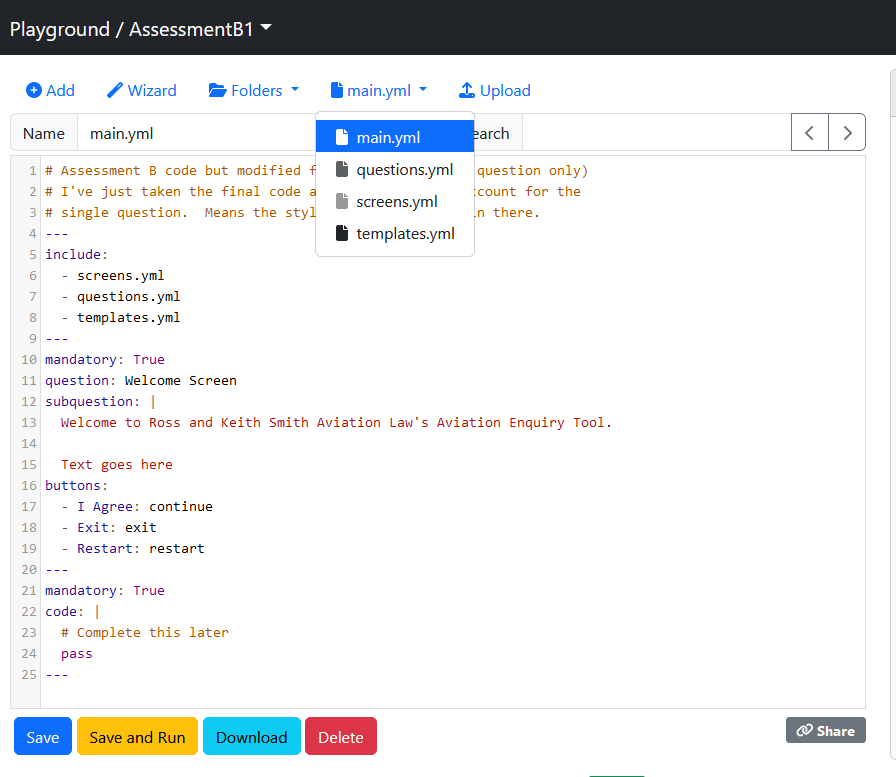 Playground / AssessmentB1
Add Wizard Folders main.yml Upload
Name main.yml earch
main.yml
questions.yml
screens.yml
templates.yml
1 # Assessment B code but modified f question only)
2 # I've just taken the final code a ccount for the
3 # single question.  Means the styl n there.
4 ---
5 include:
6   - screens.yml
7   - questions.yml
8   - templates.yml
9 ---
10 mandatory: True
11 question: Welcome Screen
12 subquestion: |
13   Welcome to Ross and Keith Smith Aviation Law's Aviation Enquiry Tool.
14
15   Text goes here
16 buttons:
17   - I Agree: continue
18   - Exit: exit
19   - Restart: restart
20 ---
21 mandatory: True
22 code: |
23   # Complete this later
24   pass
25 ---
Save Save and Run Download Delete Share